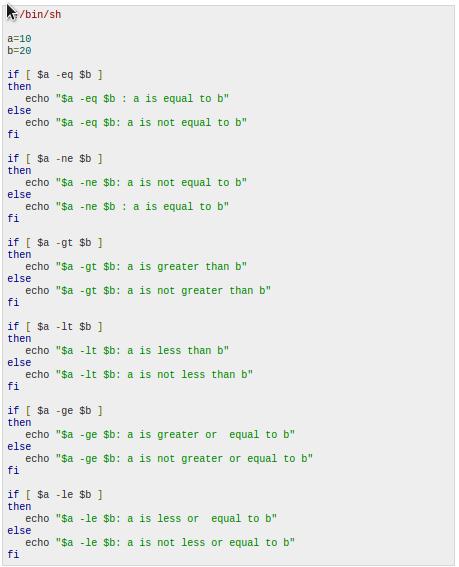 /bin/sh
a=10
b=20
if [ $a -eq $b ]
then
echo "$a -eq $b : a is equal to b"
else
echo "$a -eq $b: a is not equal to b"
fi
if [ $a -ne $b ]
then
echo "$a -ne $b: a is not equal to b"
else
echo "$a -ne $b : a is equal to b"
fi
if [ $a -gt $b ]
then
echo "$a -gt $b: a is greater than b"
else
echo "$a -gt $b: a is not greater than b"
fi
if [ $a -lt $b ]
then
echo "$a -lt $b: a is less than b"
else
echo "$a -lt $b: a is not less than b"
fi
if [ $a -ge $b ]
then
echo "$a -ge $b: a is greater or  equal to b"
else
echo "$a -ge $b: a is not greater or equal to b"
fi
if [ $a -le $b ]
then
echo "$a -le $b: a is less or  equal to b"
else
echo "$a -le $b: a is not less or equal to b"
fi